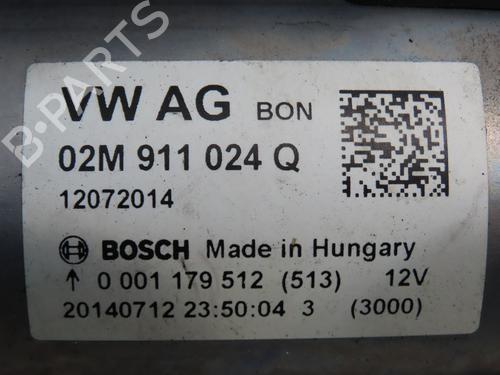 VW AG BON
02M 911 024 Q
12072014
BOSCH Made in Hungary
↑ 0 001 179 512 (513) 12V
20140712 23:50:04 3 (3000)
B-PARTS